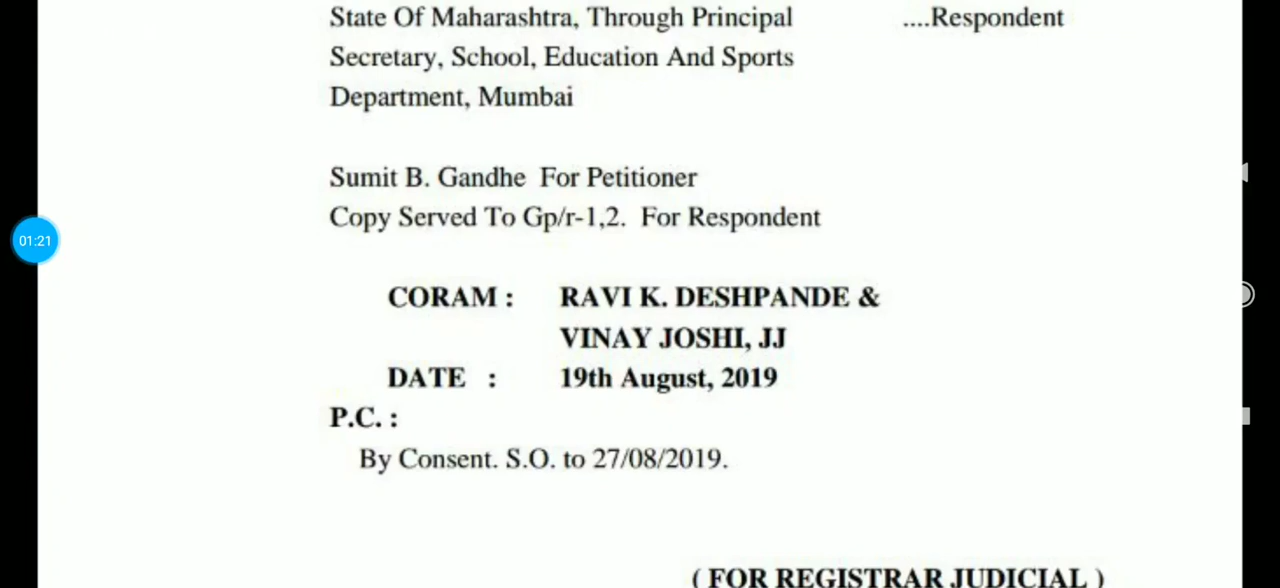 State Of Maharashtra, Through Principal ....Respondent
Secretary, School, Education And Sports
Department, Mumbai
Sumit B. Gandhe For Petitioner
Copy Served To Gp/r-1,2. For Respondent
01:21
CORAM : RAVI K. DESHPANDE &
VINAY JOSHI, JJ
DATE : 19th August, 2019
P.C. :
By Consent. S.O. to 27/08/2019.
( FOR REGISTRAR JUDICIAL )